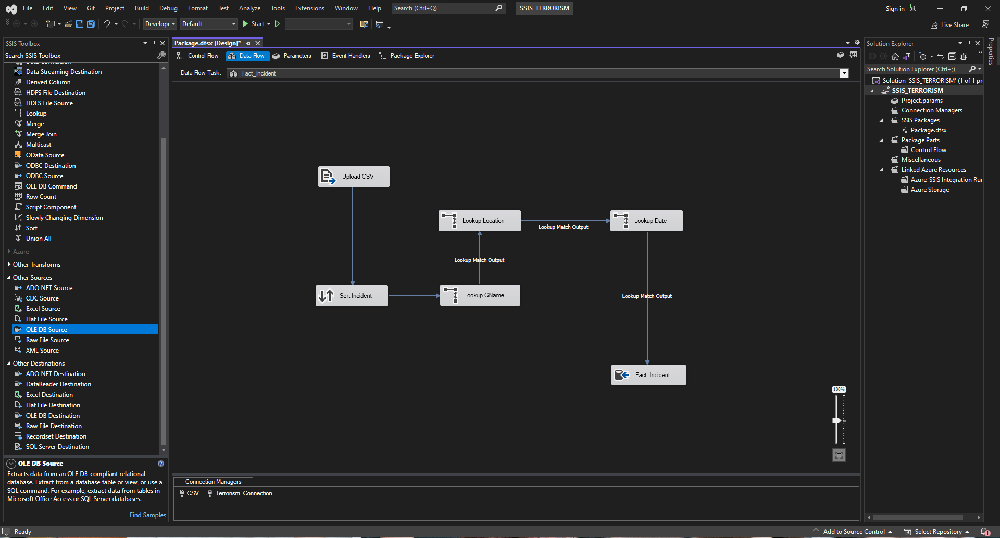 File Edit View Git Project Build Debug Format Test Analyze Tools Extensions Window Help Search (Ctrl+Q) SSIS_TERRORISM Sign in
Default Start Live Share
SSIS Toolbox
Search SSIS Toolbox
Data Streaming Destination
Derived Column
HDFS File Destination
HDFS File Source
Lookup
Merge
Merge Join
Multicast
OData Source
ODBC Destination
ODBC Source
OLE DB Command
Row Count
Script Component
Slowly Changing Dimension
Sort
Union All
Azure
Other Transforms
Other Sources
ADO NET Source
CDC Source
Excel Source
Flat File Source
OLE DB Source
Raw File Source
XML Source
Other Destinations
ADO NET Destination
DataReader Destination
Excel Destination
Flat File Destination
OLE DB Destination
Raw File Destination
Recordset Destination
SQL Server Destination
OLE DB Source
Extracts data from an OLE DB-compliant relational
database. Extract from a database table or view, or use a
SQL command. For example, extract data from tables in
Microsoft Office Access or SQL Server databases.
Find Samples
Package.dtsx [Design]*
Control Flow Data Flow Parameters Event Handlers Package Explorer
Data Flow Task: Fact_Incident
Upload CSV
Lookup Location
Lookup Match Output
Lookup Date
Lookup Match Output
Sort Incident
Lookup GName
Lookup Match Output
Fact_Incident
100%
Connection Managers
CSV Terrorism_Connection
Solution Explorer
Search Solution Explorer (Ctrl+;)
Solution 'SSIS_TERRORISM' (1 of 1 pr
SSIS_TERRORISM
Project.params
Connection Managers
SSIS Packages
Package.dtsx
Package Parts
Control Flow
Miscellaneous
Linked Azure Resources
Azure-SSIS Integration Run
Azure Storage
Properties
Ready Add to Source Control Select Repository 1